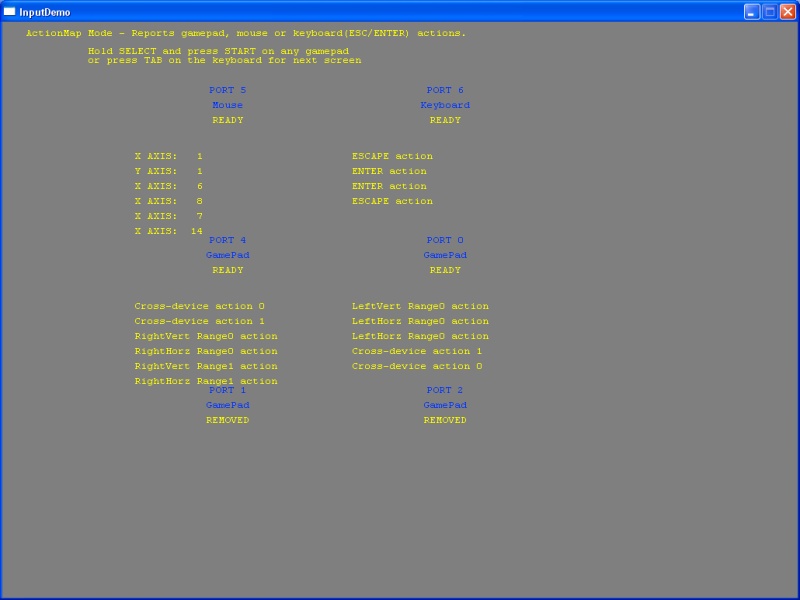 InputDemo
ActionMap Mode - Reports gamepad, mouse or keyboard(ESC/ENTER) actions.
Hold SELECT and press START on any gamepad
or press TAB on the keyboard for next screen
PORT 5
Mouse
READY
X AXIS: 1
Y AXIS: 1
X AXIS: 6
X AXIS: 8
X AXIS: 7
X AXIS: 14
PORT 6
Keyboard
READY
ESCAPE action
ENTER action
ENTER action
ESCAPE action
PORT 4
GamePad
READY
Cross-device action 0
Cross-device action 1
RightVert Range0 action
RightHorz Range0 action
RightVert Range1 action
RightHorz Range1 action
PORT 0
GamePad
READY
LeftVert Range0 action
LeftHorz Range0 action
LeftHorz Range0 action
Cross-device action 1
Cross-device action 0
PORT 1
GamePad
REMOVED
PORT 2
GamePad
REMOVED